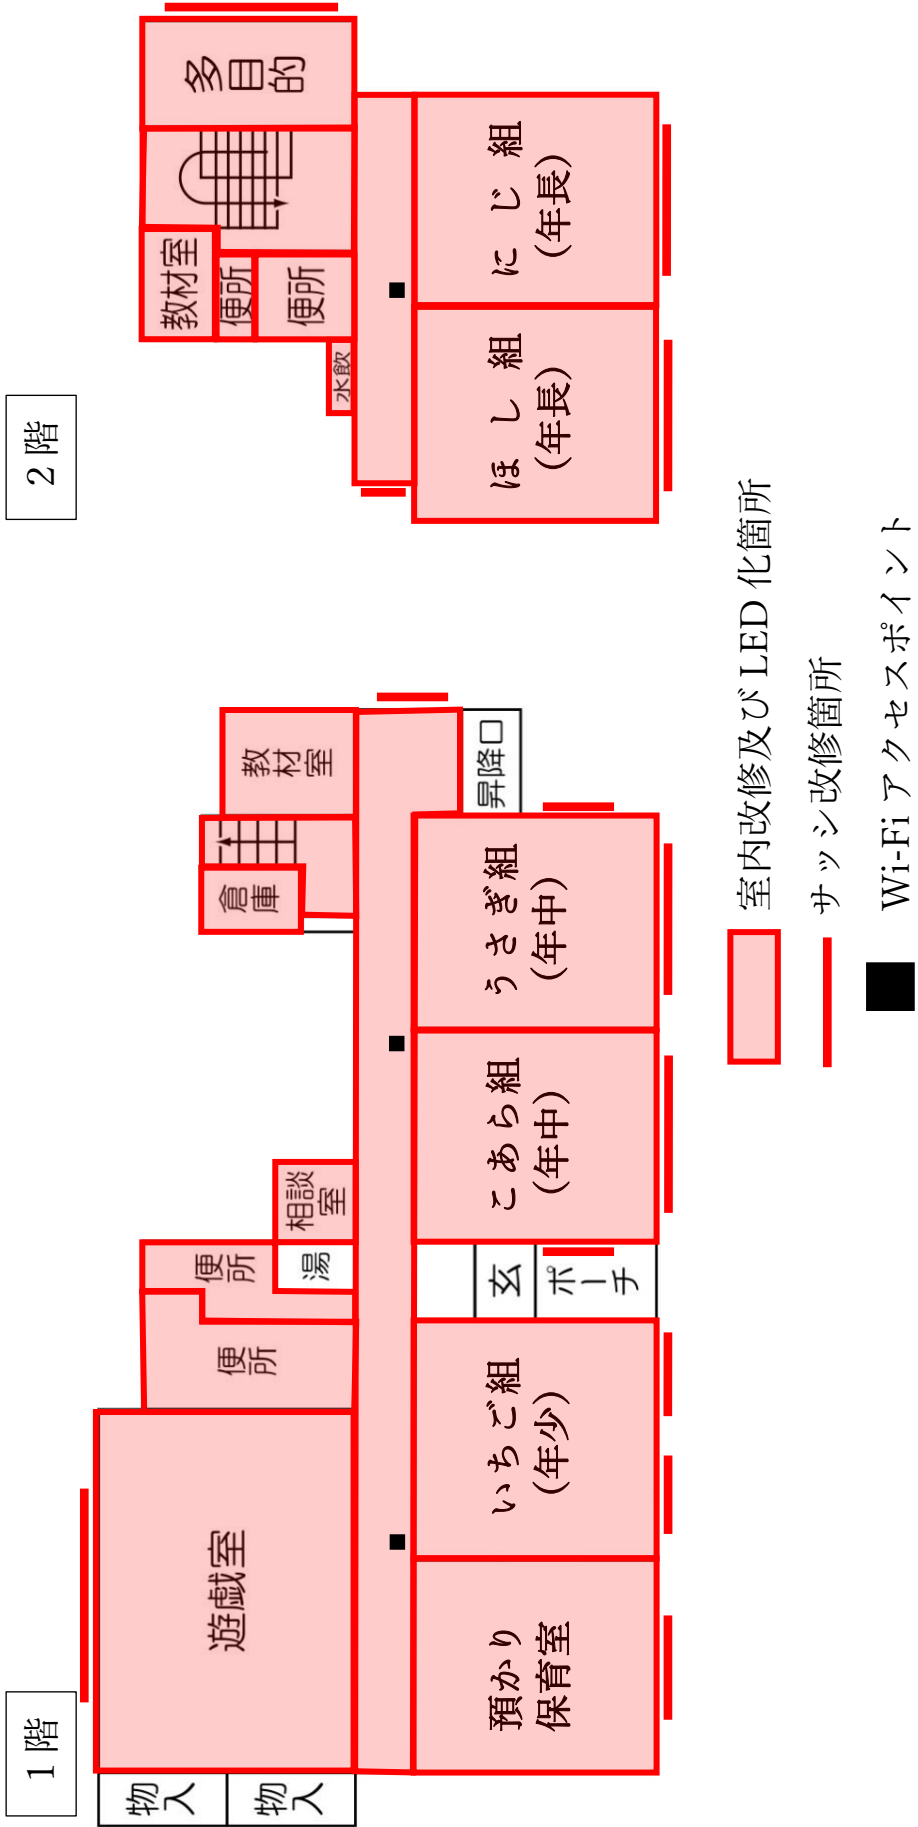 1階
物入
物入
遊戯室
便所
便所
湯
相談室
倉庫
教材室
昇降口
預かり
保育室
いちご組
(年少)
玄
ポーチ
こあら組
(年中)
うさぎ組
(年中)
2階
水飲
教材室
便所
便所
多目的
ほし組
(年長)
にじ組
(年長)
室内改修及びLED化箇所
サッシ改修箇所
Wi-Fiアクセスポイント